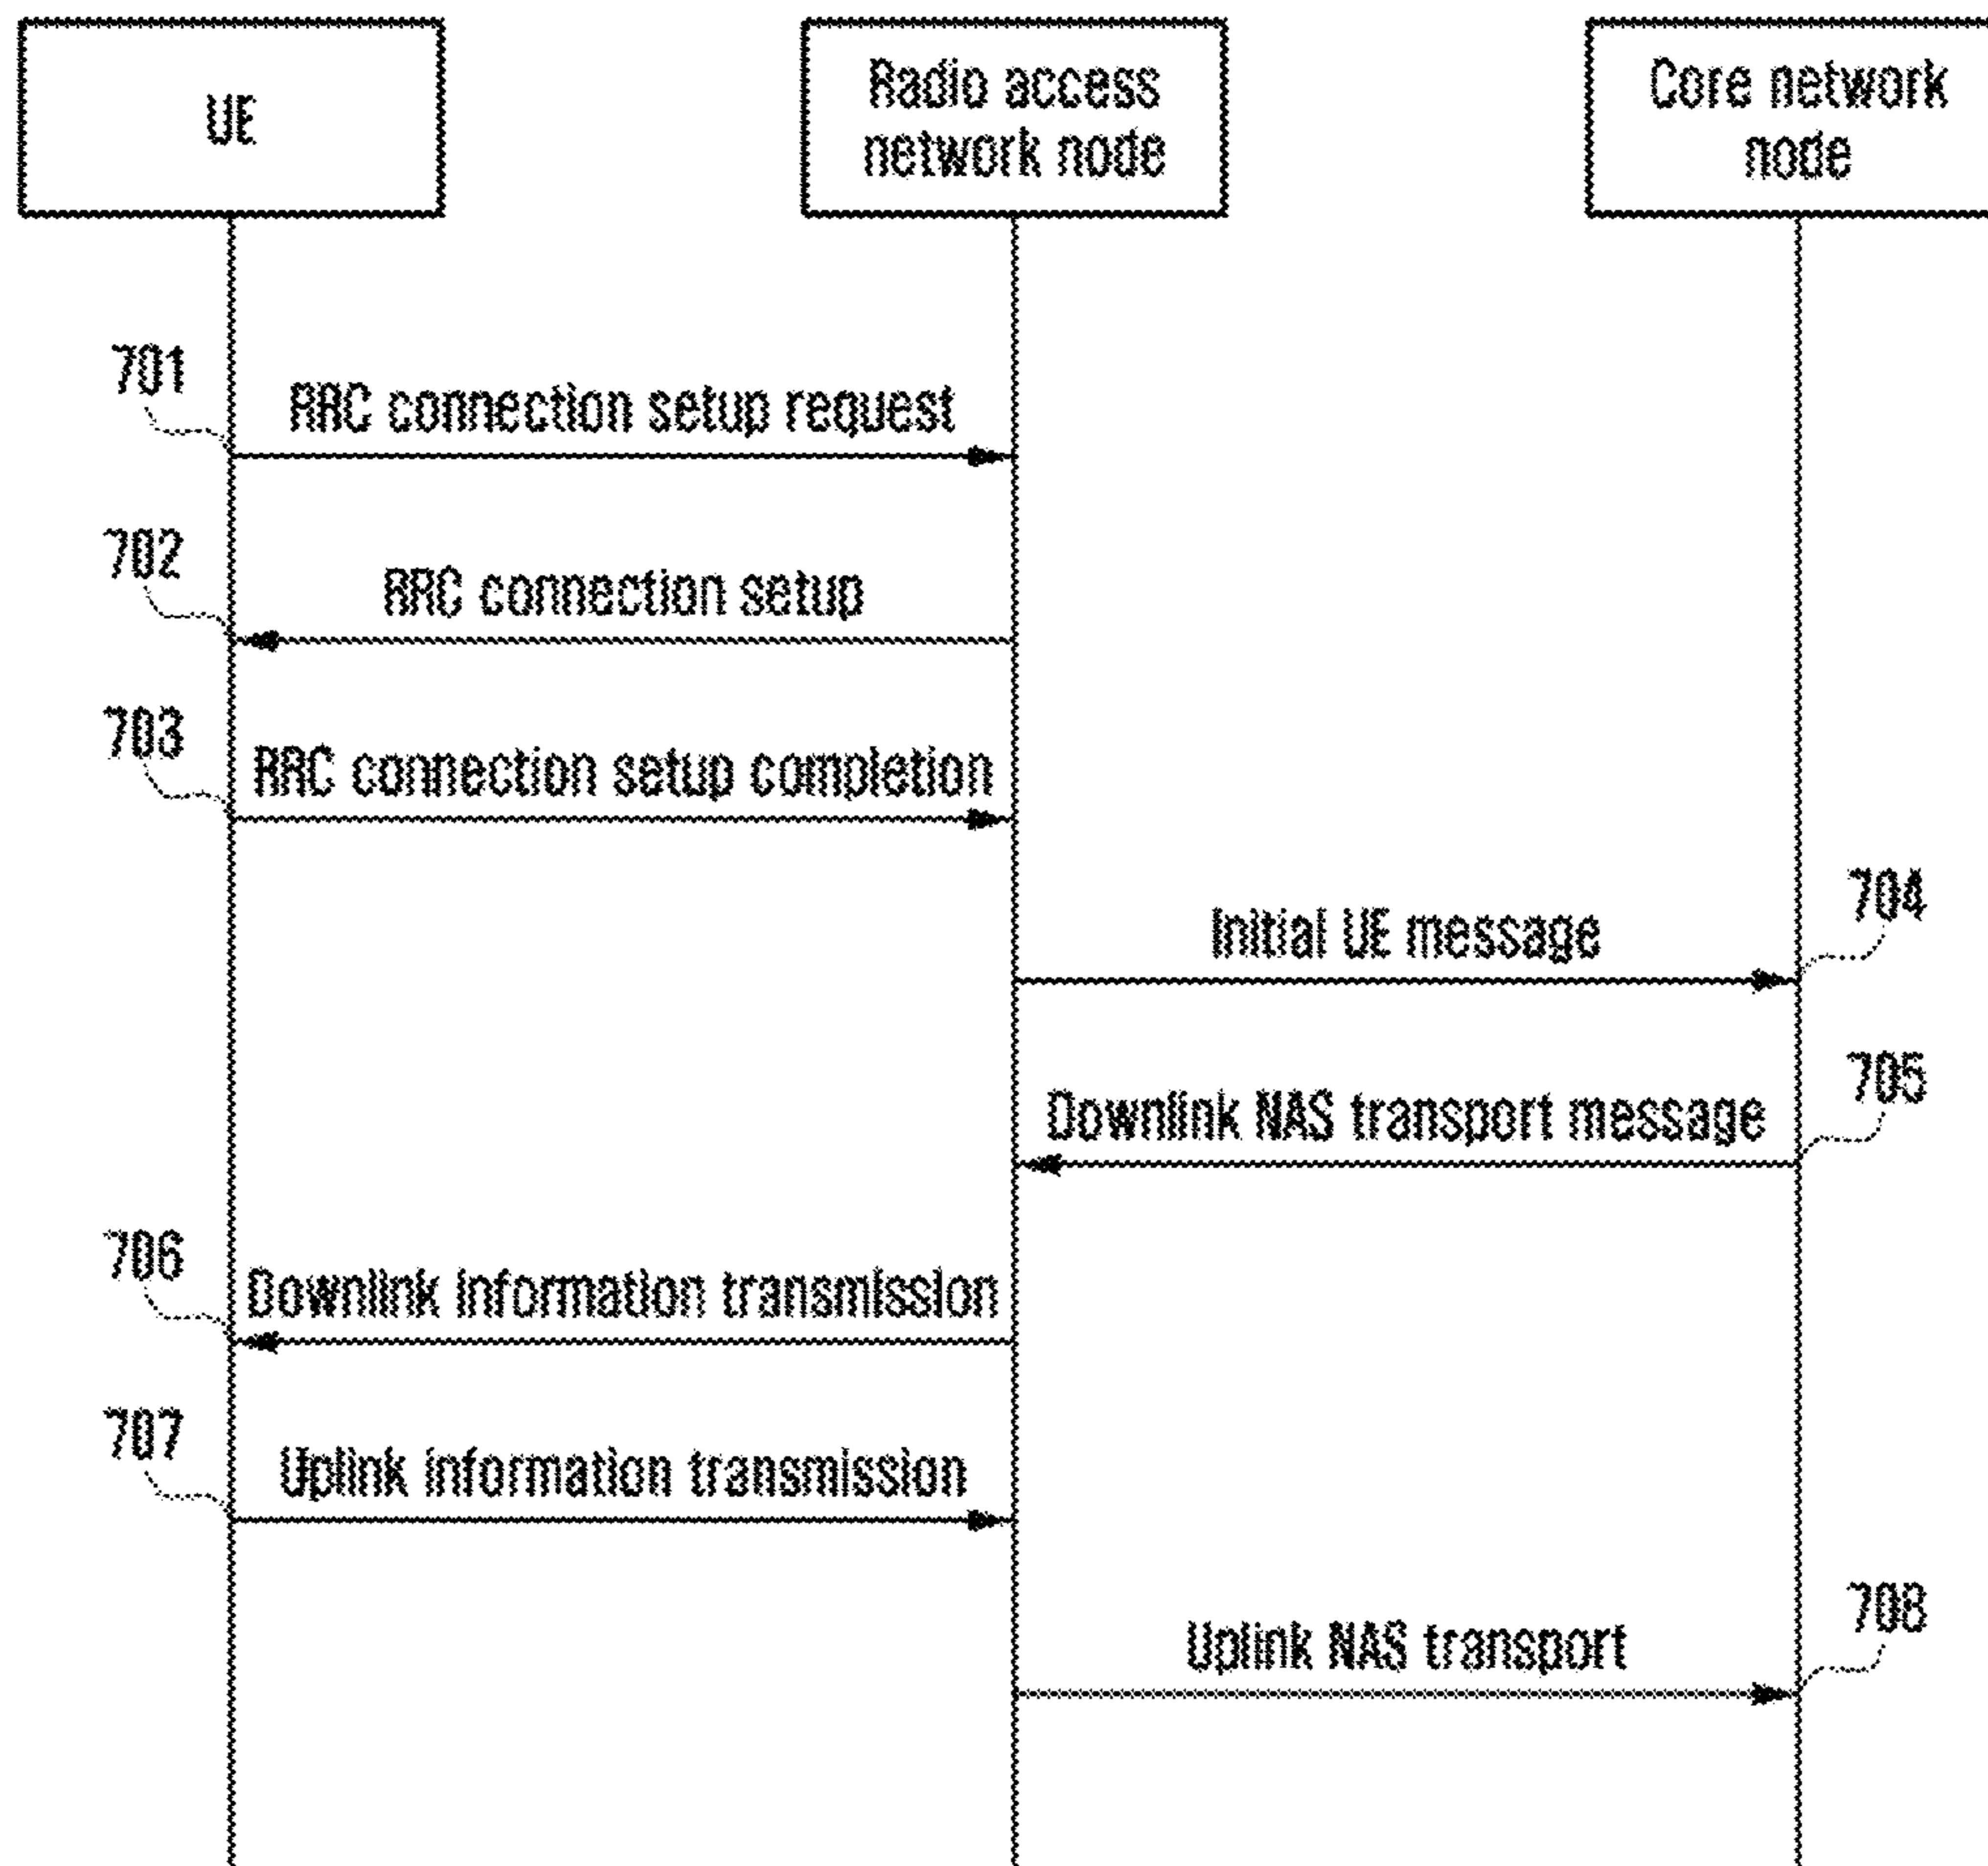 UE
Radio access
network node
Core network
node
701
RRC connection setup request
702
RRC connection setup
703
RRC connection setup completion
704
Initial UE message
705
Downlink NAS transport message
706
Downlink information transmission
707
Uplink information transmission
708
Uplink NAS transport